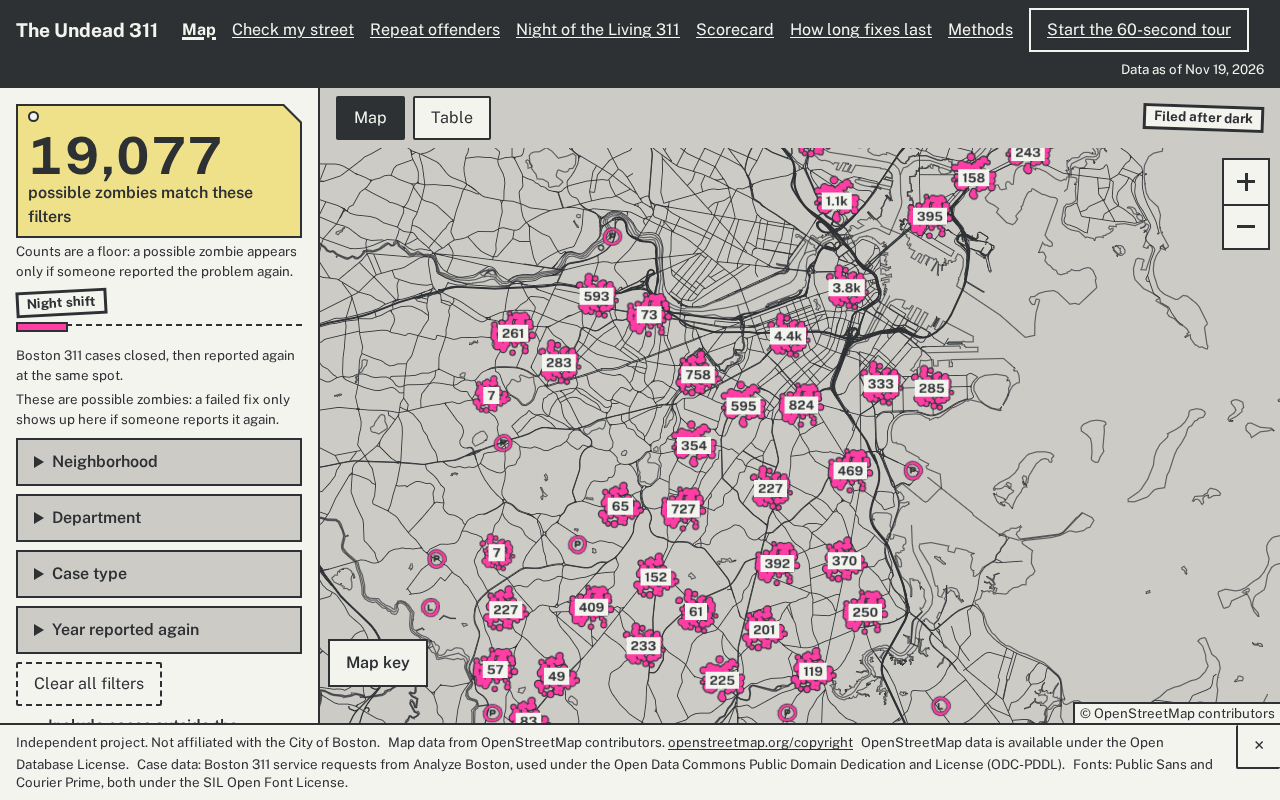 The Undead 311
Map
Check my street
Repeat offenders
Night of the Living 311
Scorecard
How long fixes last
Methods
Start the 60-second tour
Data as of Nov 19, 2026
19,077
possible zombies match these
filters
Counts are a floor: a possible zombie appears
only if someone reported the problem again.
Night shift
Boston 311 cases closed, then reported again
at the same spot.
These are possible zombies: a failed fix only
shows up here if someone reports it again.
▶ Neighborhood
▶ Department
▶ Case type
▶ Year reported again
Clear all filters
Map
Table
Filed after dark
+
−
243
158
1.1k
395
P
593
3.8k
73
261
4.4k
283
758
333
285
7
595
824
354
P
469
P
227
65
727
P
7
P
392
370
152
L
227
409
61
250
201
233
Map key
57
49
225
119
P
83
P
L
© OpenStreetMap contributors
Independent project. Not affiliated with the City of Boston. Map data from OpenStreetMap contributors. openstreetmap.org/copyright OpenStreetMap data is available under the Open
Database License. Case data: Boston 311 service requests from Analyze Boston, used under the Open Data Commons Public Domain Dedication and License (ODC-PDDL). Fonts: Public Sans and
Courier Prime, both under the SIL Open Font License.
×